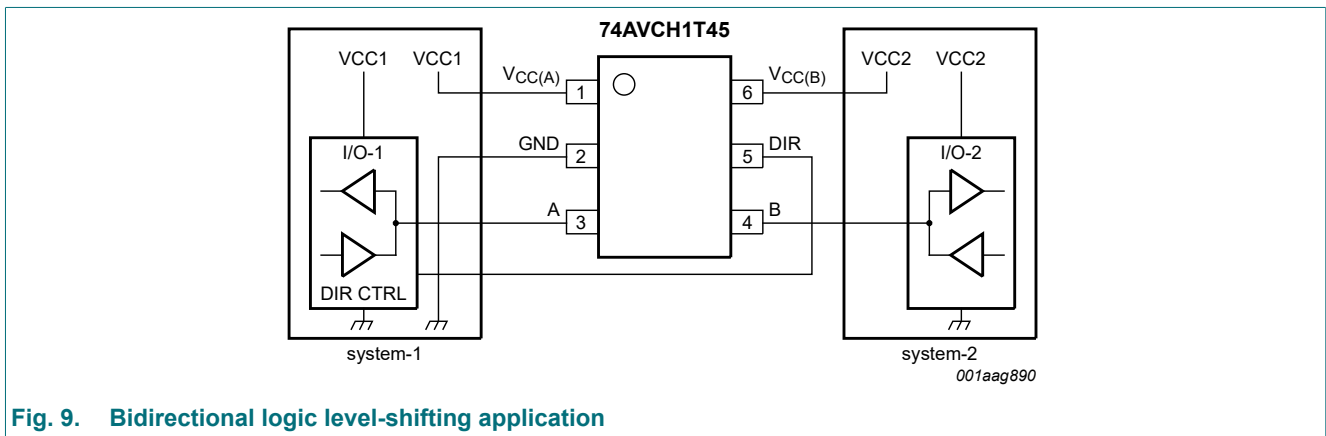 74AVCH1T45
VCC1 VCC1
VCC(A)
1
6
VCC(B)
VCC2 VCC2
I/O-1
GND
2
5
DIR
I/O-2
A
3
4
B
DIR CTRL
system-1
system-2
001aag890
Fig. 9. Bidirectional logic level-shifting application